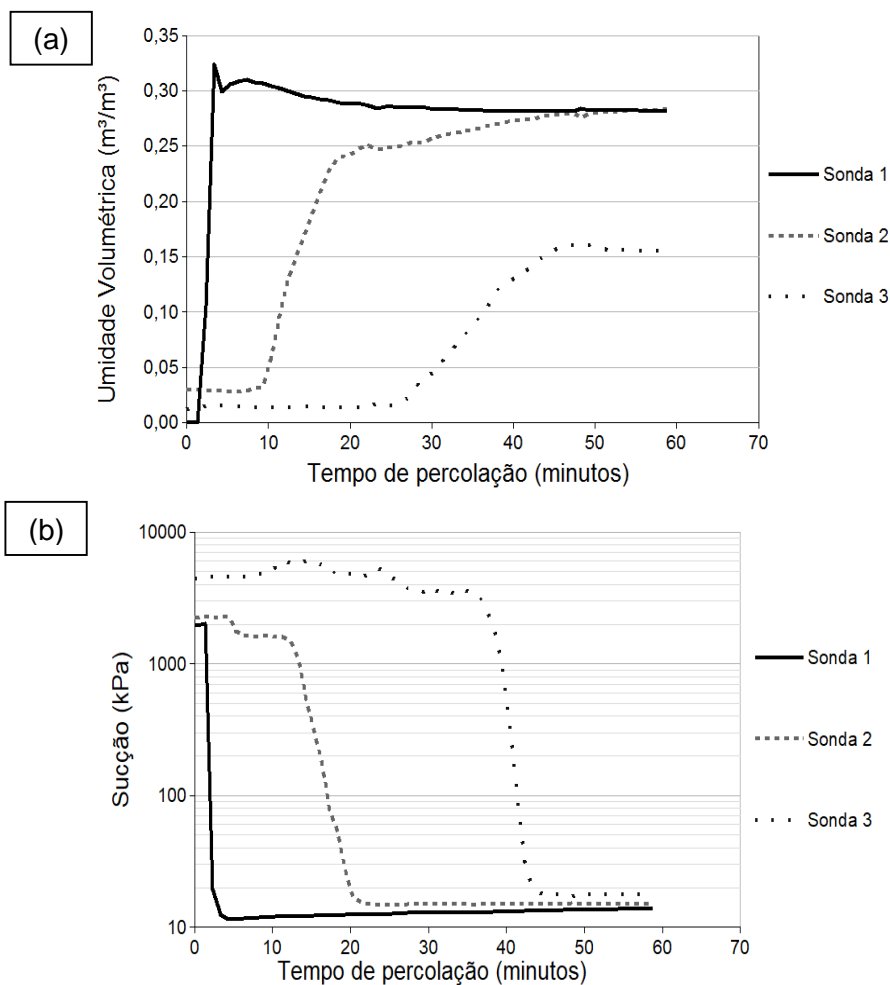 (a)
0,35
0,30
0,25
0,20
0,15
0,10
0,05
0,00
Umidade Volumétrica (m³/m³)
0 10 20 30 40 50 60 70
Tempo de percolação (minutos)
Sonda 1
Sonda 2
Sonda 3
(b)
10000
1000
100
10
Sucção (kPa)
0 10 20 30 40 50 60 70
Tempo de percolação (minutos)
Sonda 1
Sonda 2
Sonda 3